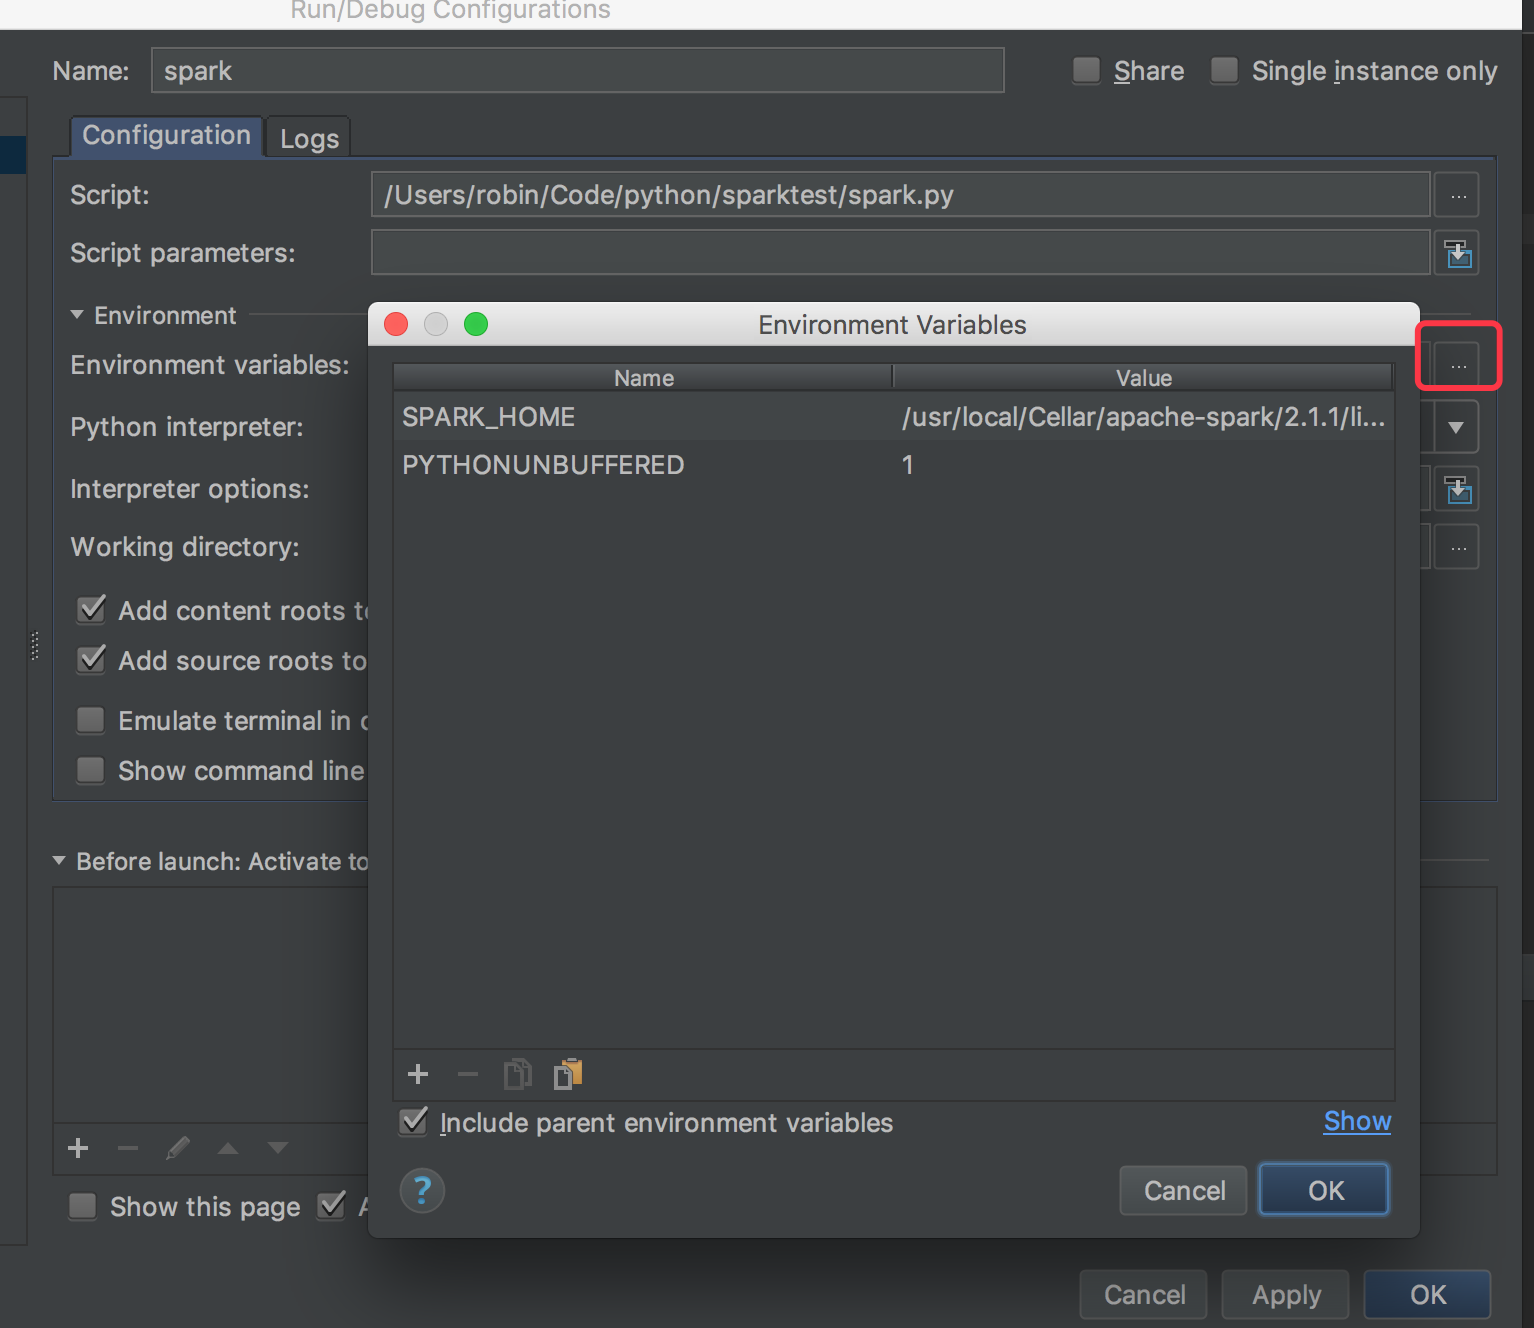 Run/Debug Configurations
Name: spark Share Single instance only
Configuration Logs
Script: /Users/robin/Code/python/sparktest/spark.py ...
Script parameters:
Environment
Environment variables: ...
Python interpreter:
Interpreter options:
Working directory: ...
Add content roots to
Add source roots to
Emulate terminal in
Show command line
Before launch: Activate to
Show this page
Environment Variables
Name Value
SPARK_HOME /usr/local/Cellar/apache-spark/2.1.1/li...
PYTHONUNBUFFERED 1
Include parent environment variables Show
? Cancel OK
Cancel Apply OK